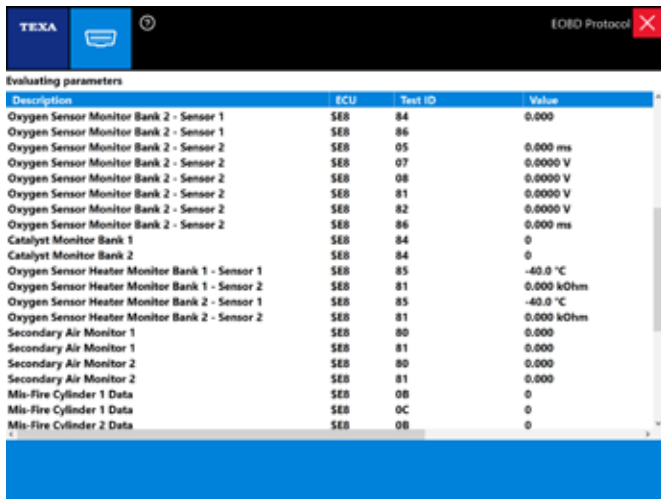 TEXA
?
EOBD Protocol
Evaluating parameters
Description ECU Test ID Value
Oxygen Sensor Monitor Bank 2 - Sensor 1 $E8 84 0.000
Oxygen Sensor Monitor Bank 2 - Sensor 1 $E8 86
Oxygen Sensor Monitor Bank 2 - Sensor 2 $E8 05 0.000 ms
Oxygen Sensor Monitor Bank 2 - Sensor 2 $E8 07 0.0000 V
Oxygen Sensor Monitor Bank 2 - Sensor 2 $E8 08 0.0000 V
Oxygen Sensor Monitor Bank 2 - Sensor 2 $E8 81 0.0000 V
Oxygen Sensor Monitor Bank 2 - Sensor 2 $E8 82 0.0000 V
Oxygen Sensor Monitor Bank 2 - Sensor 2 $E8 86 0.000 ms
Catalyst Monitor Bank 1 $E8 84 0
Catalyst Monitor Bank 2 $E8 84 0
Oxygen Sensor Heater Monitor Bank 1 - Sensor 1 $E8 85 -40.0 °C
Oxygen Sensor Heater Monitor Bank 1 - Sensor 2 $E8 81 0.000 kOhm
Oxygen Sensor Heater Monitor Bank 2 - Sensor 1 $E8 85 -40.0 °C
Oxygen Sensor Heater Monitor Bank 2 - Sensor 2 $E8 81 0.000 kOhm
Secondary Air Monitor 1 $E8 80 0.000
Secondary Air Monitor 1 $E8 81 0.000
Secondary Air Monitor 2 $E8 80 0.000
Secondary Air Monitor 2 $E8 81 0.000
Mis-Fire Cylinder 1 Data $E8 0B 0
Mis-Fire Cylinder 1 Data $E8 0C 0
Mis-Fire Cylinder 2 Data $E8 0B 0